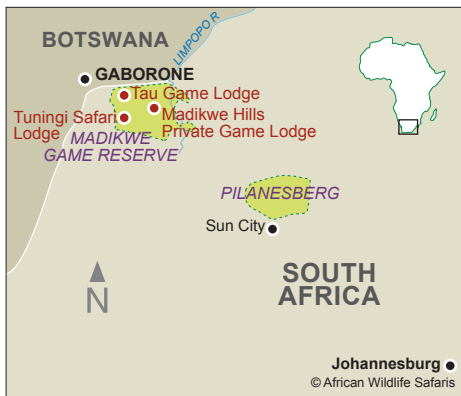 BOTSWANA
LIMPOPO R
GABORONE
Tau Game Lodge
Tuningi Safari
Lodge
Madikwe Hills
Private Game Lodge
MADIKWE
GAME RESERVE
PILANESBERG
Sun City
N
SOUTH
AFRICA
Johannesburg
© African Wildlife Safaris